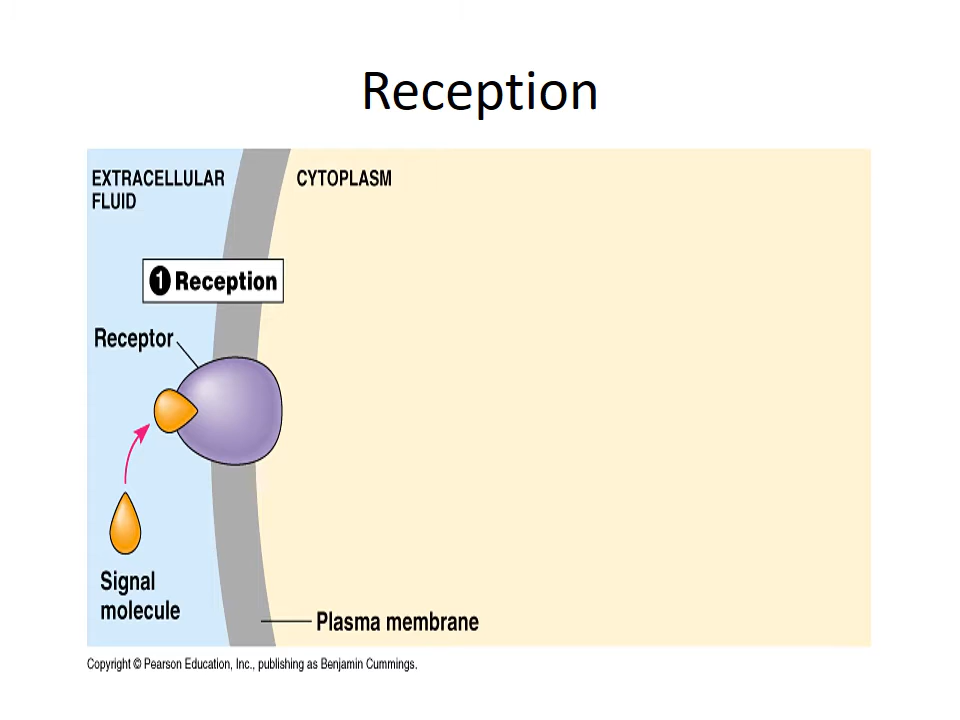 Reception
EXTRACELLULAR
FLUID
CYTOPLASM
1 Reception
Receptor
Signal
molecule
Plasma membrane
Copyright © Pearson Education, Inc., publishing as Benjamin Cummings.